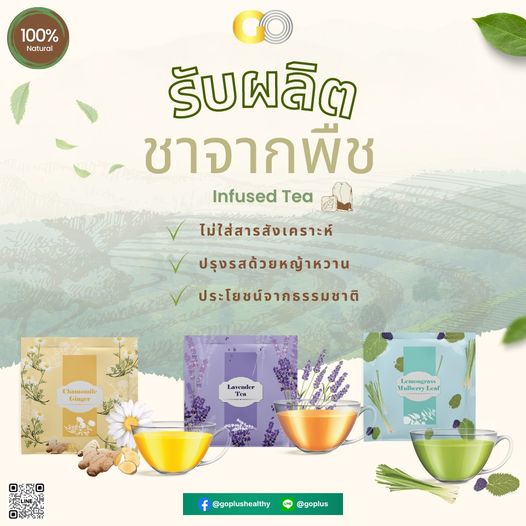 100%
Natural
GO
รับผลิต
ชาจากพืช
Infused Tea
ไม่ใส่สารสังเคราะห์
ปรุงรสด้วยหญ้าหวาน
ประโยชน์จากธรรมชาติ
Chamomile
Ginger
Lavender
Tea
Lemongrass
Mulberry Leaf
LINE
@goplushealthy
LINE
@goplus